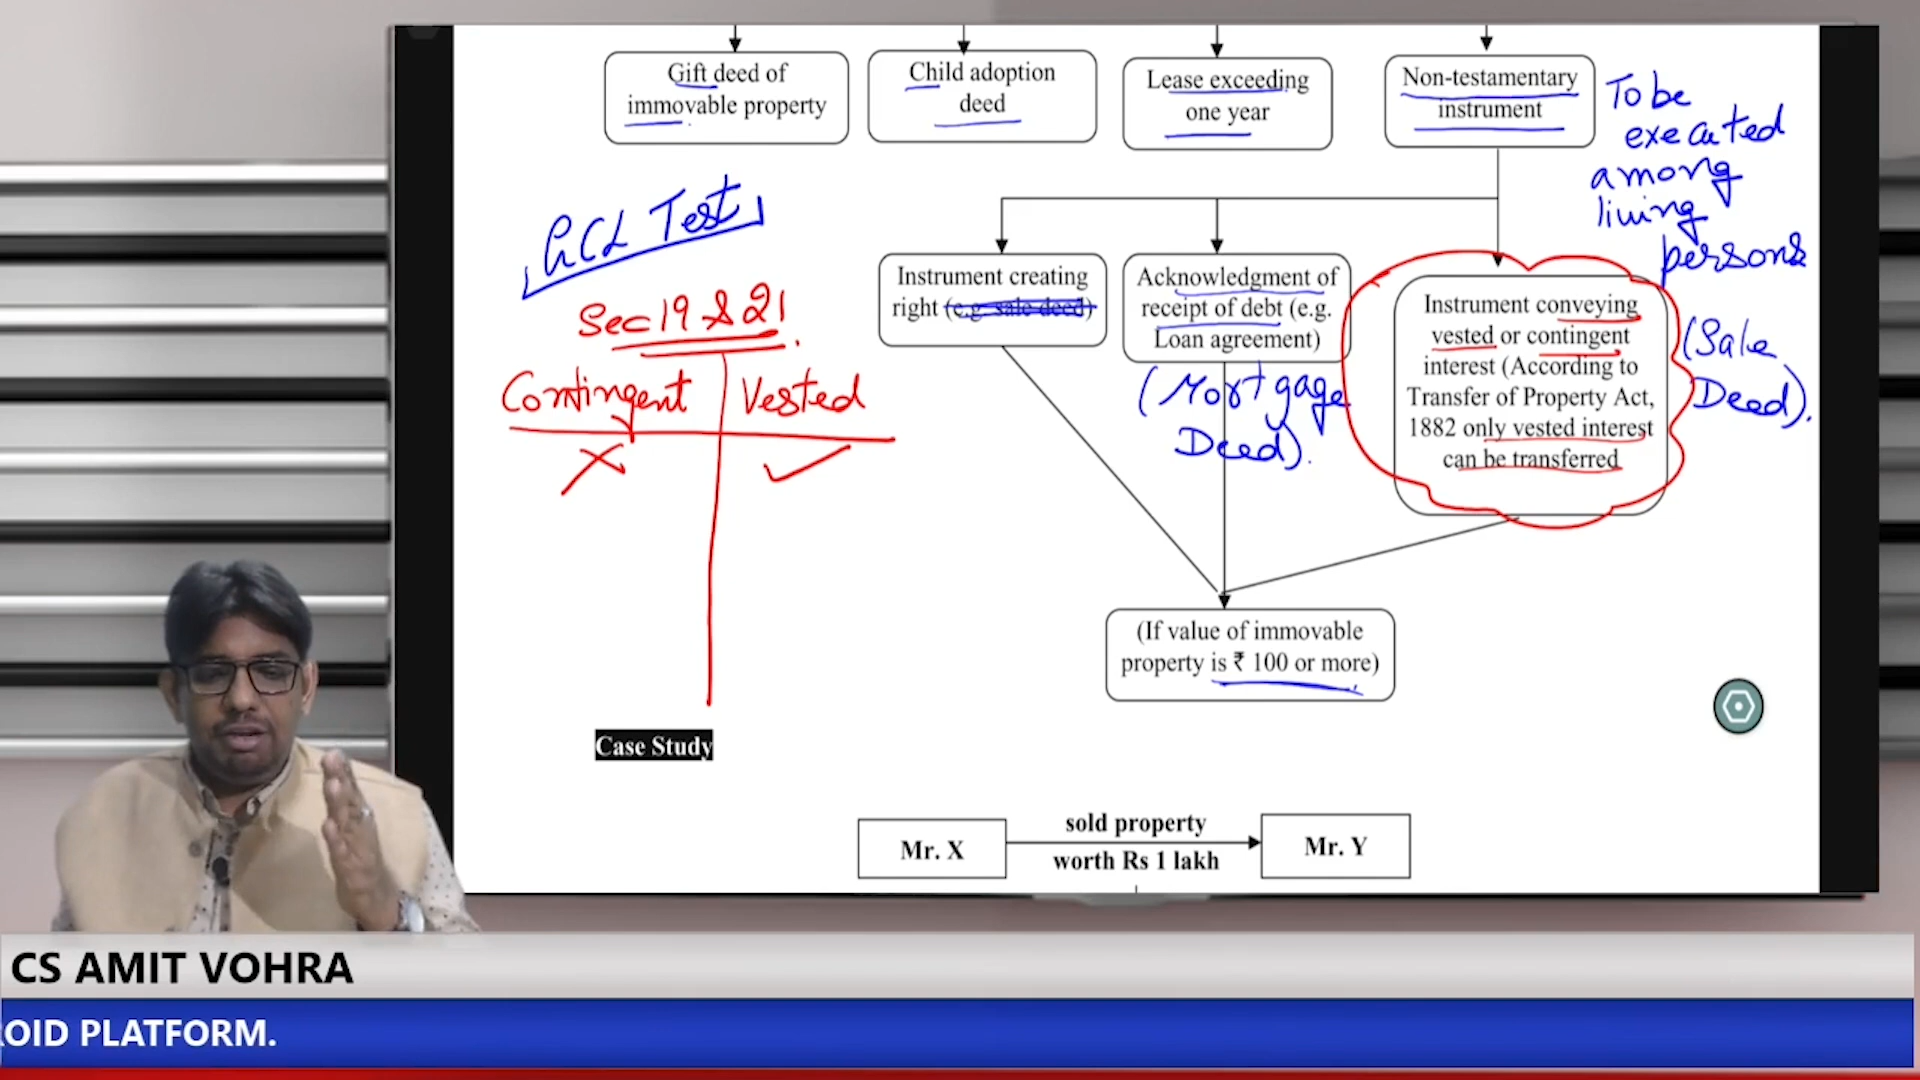 Gift deed of
immovable property
Child adoption
deed
Lease exceeding
one year
Non-testamentary
instrument
To be
executed
among
living
persons
(Sale
Deed).
Test
Sec 19 & 21
Contingent
Vested
Instrument creating
right (e.g. sale deed)
Acknowledgment of
receipt of debt (e.g.
Loan agreement)
(Mortgage
Deed).
Instrument conveying
vested or contingent
interest (According to
Transfer of Property Act,
1882 only vested interest
can be transferred
(If value of immovable
property is ₹ 100 or more)
Case Study
Mr. X
sold property
worth Rs 1 lakh
Mr. Y
CS AMIT VOHRA
OID PLATFORM.